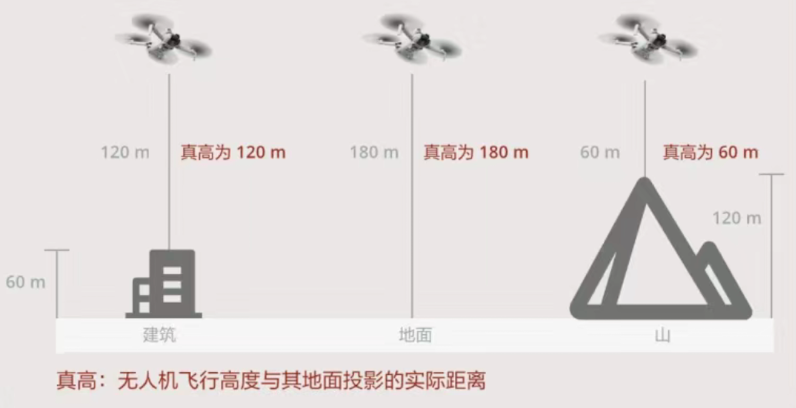 120 m 真高为 120 m 180 m 真高为 180 m 60 m 真高为 60 m
120 m
60 m
建筑 地面 山
真高：无人机飞行高度与其地面投影的实际距离